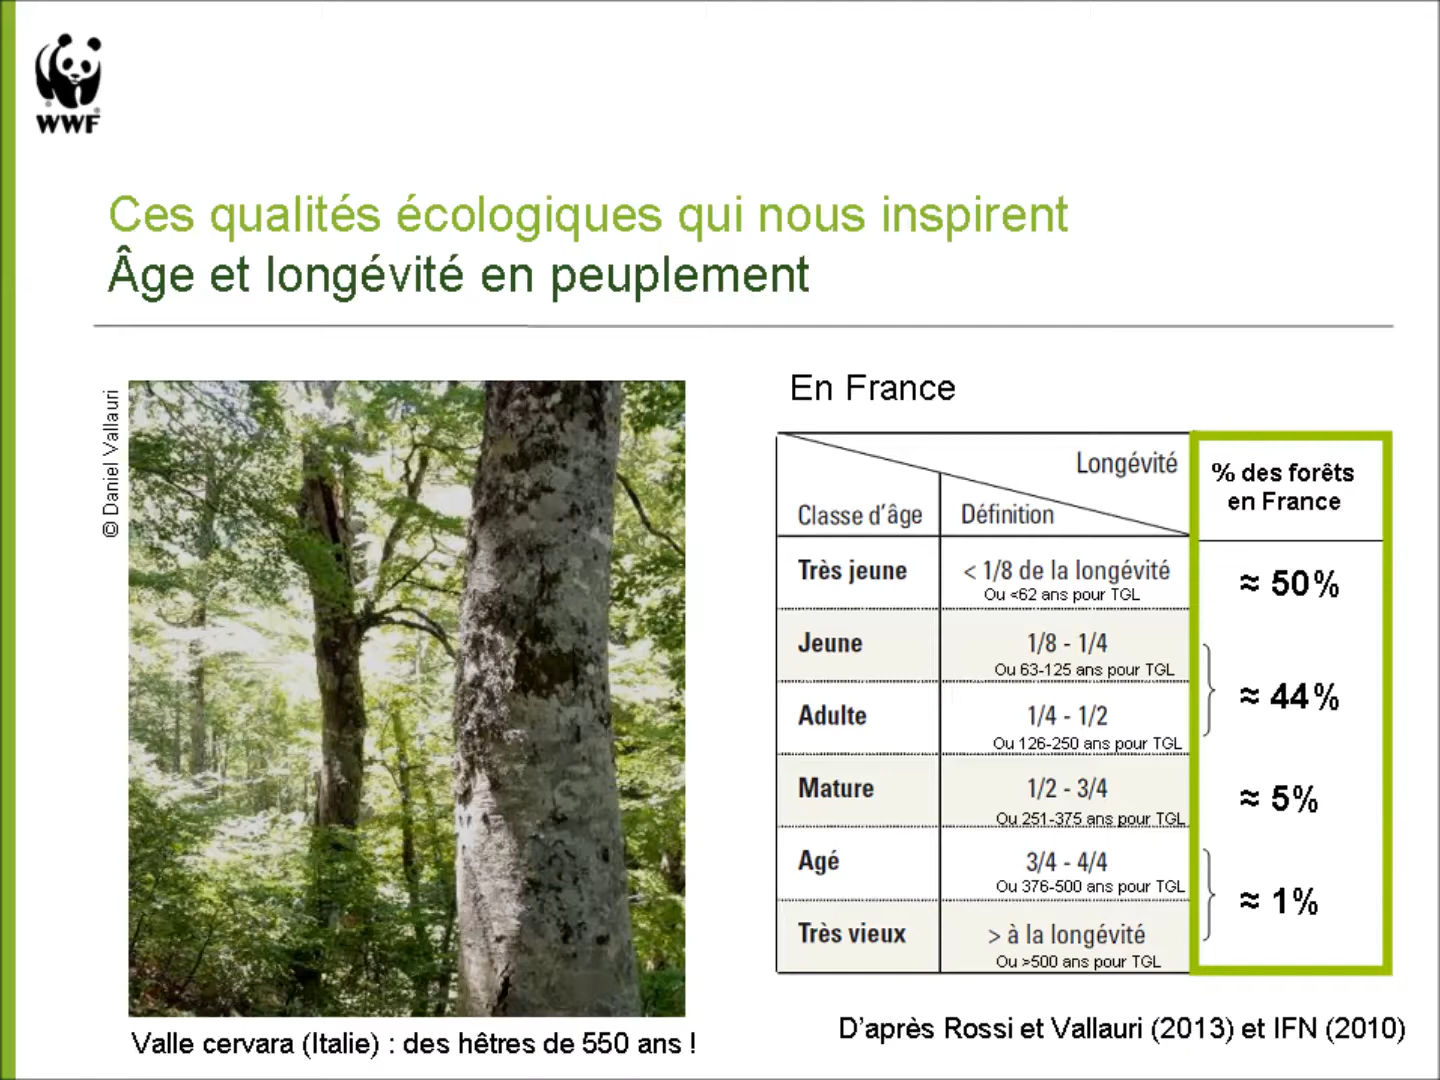 WWF
Ces qualités écologiques qui nous inspirent
Âge et longévité en peuplement
© Daniel Vallauri
En France
Longévité
% des forêts
en France
Classe d'âge
Définition
Très jeune
< 1/8 de la longévité
Ou <62 ans pour TGL
≈ 50%
Jeune
1/8 - 1/4
Ou 63-125 ans pour TGL
≈ 44%
Adulte
1/4 - 1/2
Ou 126-250 ans pour TGL
Mature
1/2 - 3/4
Ou 251-375 ans pour TGL
≈ 5%
Agé
3/4 - 4/4
Ou 376-500 ans pour TGL
≈ 1%
Très vieux
> à la longévité
Ou >500 ans pour TGL
Valle cervara (Italie) : des hêtres de 550 ans !
D'après Rossi et Vallauri (2013) et IFN (2010)